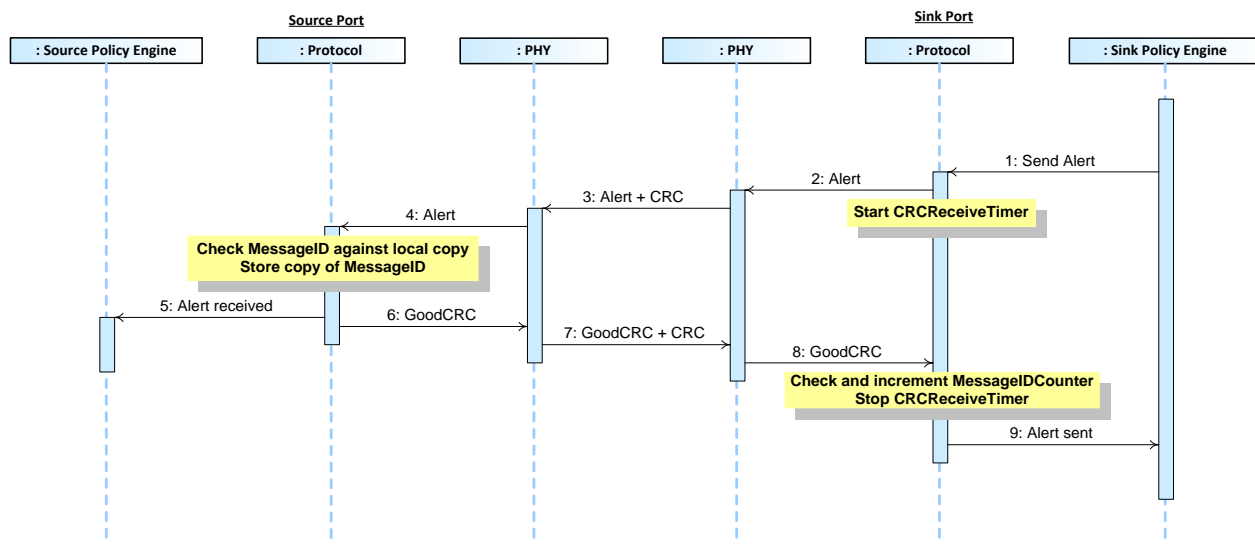 Source Port
Sink Port
: Source Policy Engine
: Protocol
: PHY
: PHY
: Protocol
: Sink Policy Engine
1: Send Alert
2: Alert
3: Alert + CRC
Start CRCReceiveTimer
4: Alert
Check MessageID against local copy
Store copy of MessageID
5: Alert received
6: GoodCRC
7: GoodCRC + CRC
8: GoodCRC
Check and increment MessageIDCounter
Stop CRCReceiveTimer
9: Alert sent